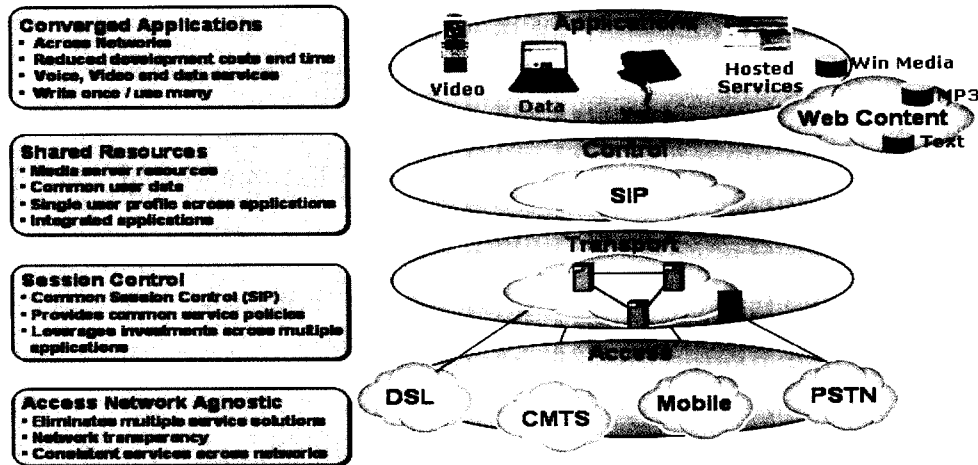 Converged Applications
• Across Networks
• Reduced development costs and time
• Voice, Video and data services
• Write once / use many
Shared Resources
• Media server resources
• Common user data
• Single user profile across applications
• Integrated applications
Session Control
• Common Session Control (SIP)
• Provides common service policies
• Leverages investments across multiple
applications
Access Network Agnostic
• Eliminates multiple service solutions
• Network transparency
• Consistent services across networks
Applications
Video
Data
Hosted
Services
Win Media
MP3
Web Content
Text
Control
SIP
Transport
Access
DSL
CMTS
Mobile
PSTN